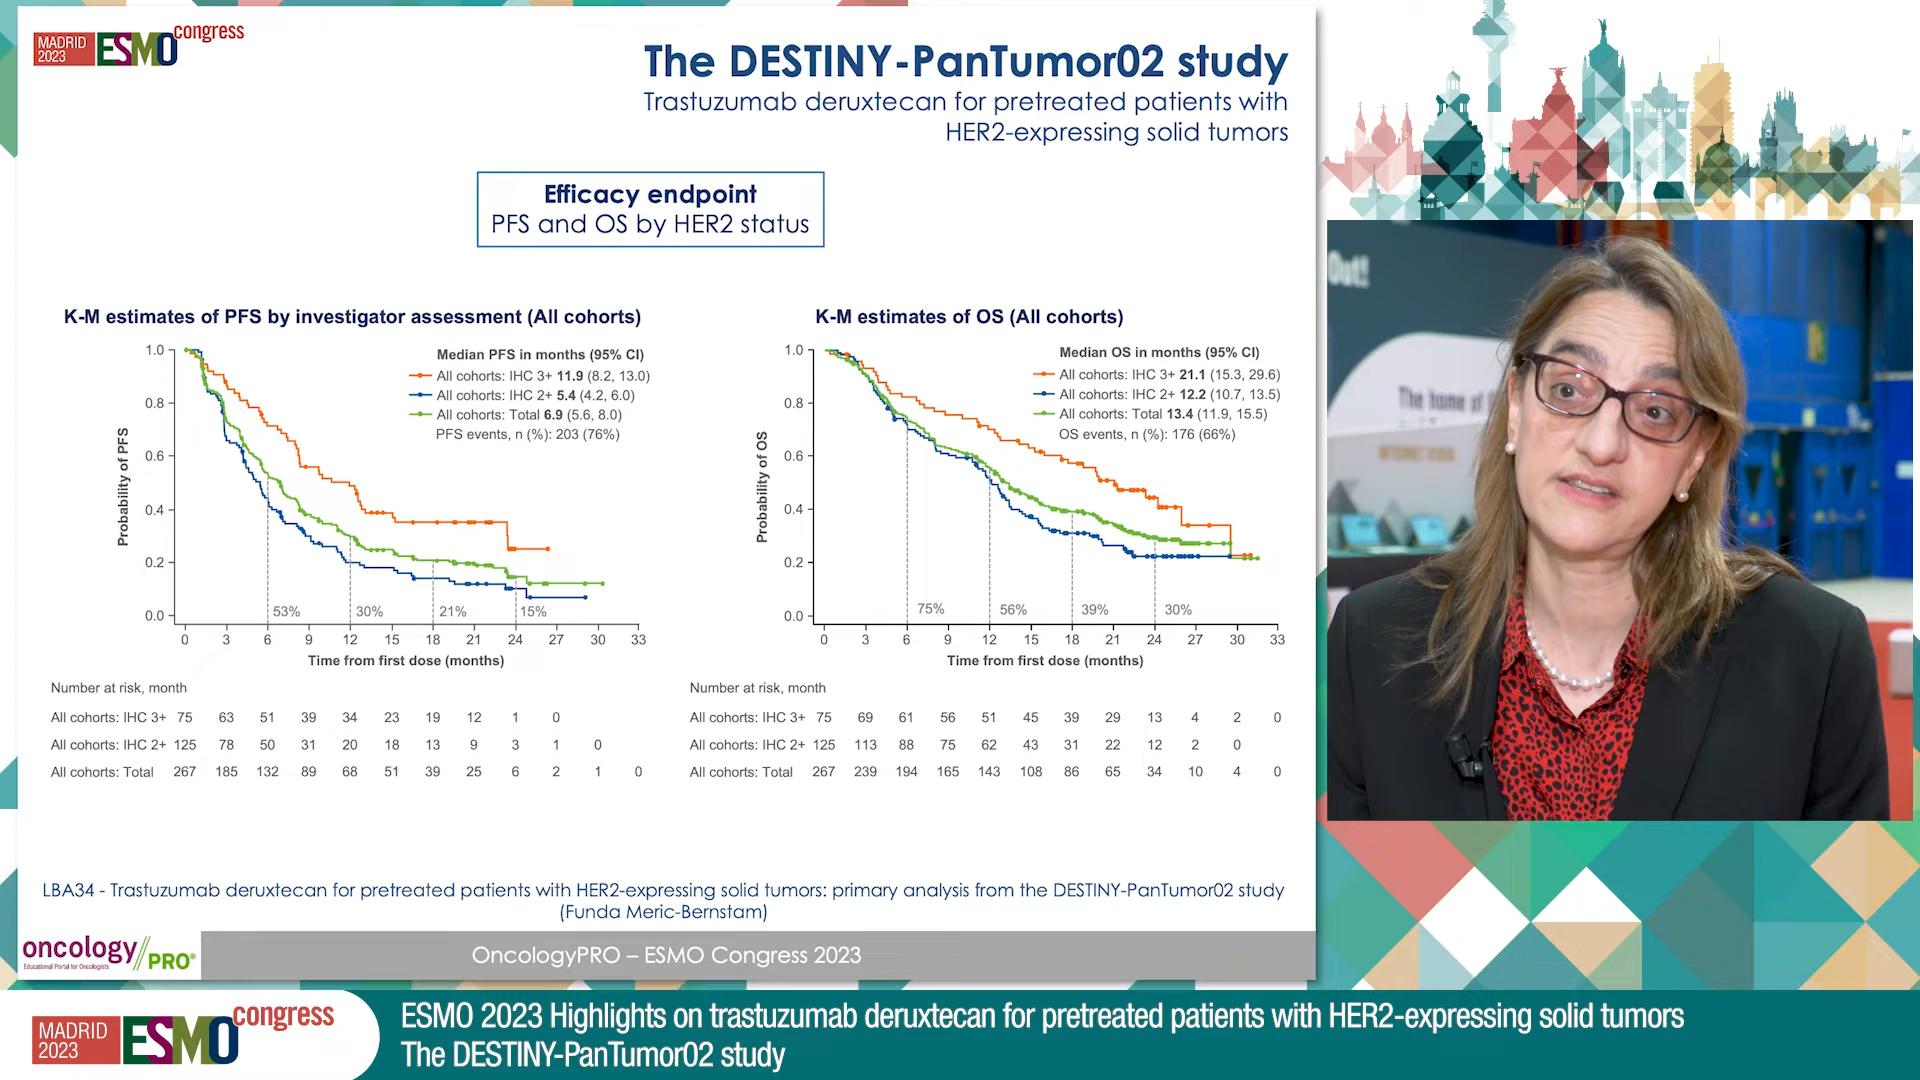 MADRID
2023
ESMO
congress
The DESTINY-PanTumor02 study
Trastuzumab deruxtecan for pretreated patients with
HER2-expressing solid tumors
Efficacy endpoint
PFS and OS by HER2 status
K-M estimates of PFS by investigator assessment (All cohorts)
Probability of PFS
1.0
0.8
0.6
0.4
0.2
0.0
Median PFS in months (95% CI)
All cohorts: IHC 3+ 11.9 (8.2, 13.0)
All cohorts: IHC 2+ 5.4 (4.2, 6.0)
All cohorts: Total 6.9 (5.6, 8.0)
PFS events, n (%): 203 (76%)
53% 30% 21% 15%
0 3 6 9 12 15 18 21 24 27 30 33
Time from first dose (months)
Number at risk, month
All cohorts: IHC 3+ 75 63 51 39 34 23 19 12 1 0
All cohorts: IHC 2+ 125 78 50 31 20 18 13 9 3 1 0
All cohorts: Total 267 185 132 89 68 51 39 25 6 2 1 0
K-M estimates of OS (All cohorts)
Probability of OS
1.0
0.8
0.6
0.4
0.2
0.0
Median OS in months (95% CI)
All cohorts: IHC 3+ 21.1 (15.3, 29.6)
All cohorts: IHC 2+ 12.2 (10.7, 13.5)
All cohorts: Total 13.4 (11.9, 15.5)
OS events, n (%): 176 (66%)
75% 56% 39% 30%
0 3 6 9 12 15 18 21 24 27 30 33
Time from first dose (months)
Number at risk, month
All cohorts: IHC 3+ 75 69 61 56 51 45 39 29 13 4 2 0
All cohorts: IHC 2+ 125 113 88 75 62 43 31 22 12 2 0
All cohorts: Total 267 239 194 165 143 108 86 65 34 10 4 0
LBA34 - Trastuzumab deruxtecan for pretreated patients with HER2-expressing solid tumors: primary analysis from the DESTINY-PanTumor02 study
(Funda Meric-Bernstam)
oncology//PRO®
Educational Portal for Oncologists
OncologyPRO – ESMO Congress 2023
Out!
The home of
MADRID
2023
ESMO
congress
ESMO 2023 Highlights on trastuzumab deruxtecan for pretreated patients with HER2-expressing solid tumors
The DESTINY-PanTumor02 study